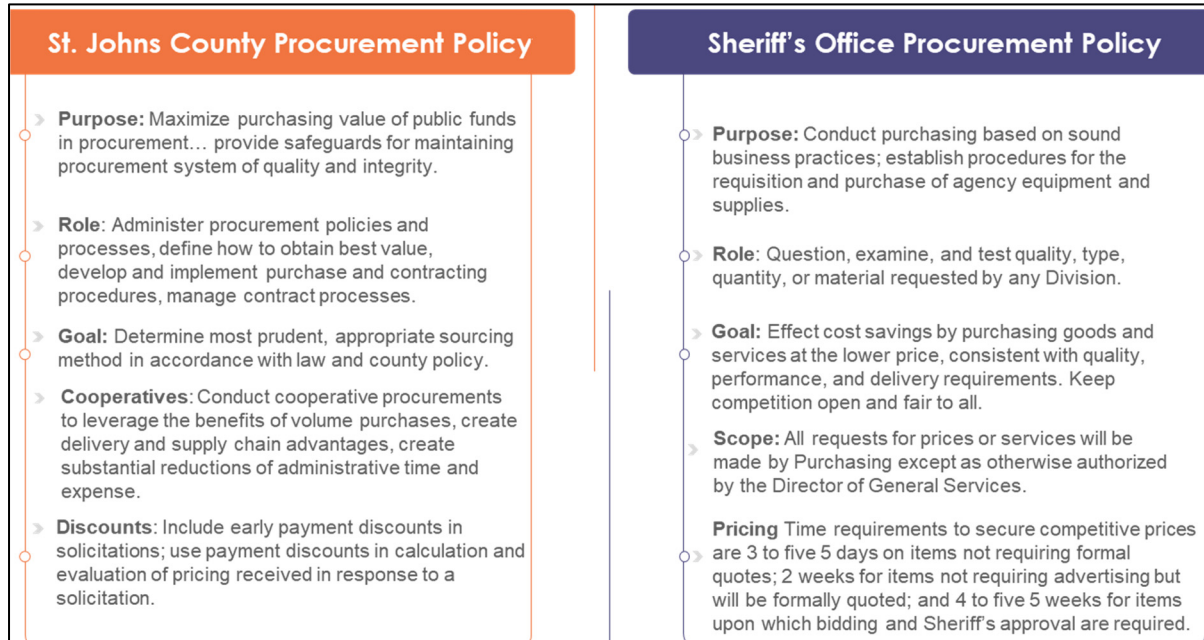 St. Johns County Procurement Policy
Purpose: Maximize purchasing value of public funds
in procurement… provide safeguards for maintaining
procurement system of quality and integrity.
Role: Administer procurement policies and
processes, define how to obtain best value,
develop and implement purchase and contracting
procedures, manage contract processes.
Goal: Determine most prudent, appropriate sourcing
method in accordance with law and county policy.
Cooperatives: Conduct cooperative procurements
to leverage the benefits of volume purchases, create
delivery and supply chain advantages, create
substantial reductions of administrative time and
expense.
Discounts: Include early payment discounts in
solicitations; use payment discounts in calculation and
evaluation of pricing received in response to a
solicitation.
Sheriff's Office Procurement Policy
Purpose: Conduct purchasing based on sound
business practices; establish procedures for the
requisition and purchase of agency equipment and
supplies.
Role: Question, examine, and test quality, type,
quantity, or material requested by any Division.
Goal: Effect cost savings by purchasing goods and
services at the lower price, consistent with quality,
performance, and delivery requirements. Keep
competition open and fair to all.
Scope: All requests for prices or services will be
made by Purchasing except as otherwise authorized
by the Director of General Services.
Pricing Time requirements to secure competitive prices
are 3 to five 5 days on items not requiring formal
quotes; 2 weeks for items not requiring advertising but
will be formally quoted; and 4 to five 5 weeks for items
upon which bidding and Sheriff's approval are required.